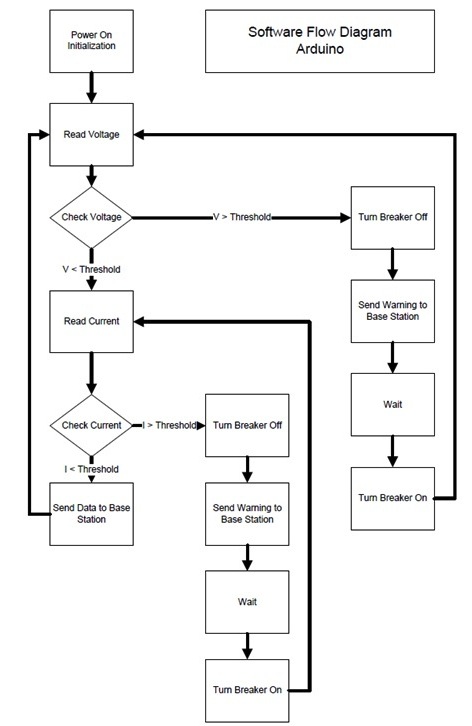 Power On
Initialization
Software Flow Diagram
Arduino
Read Voltage
Check Voltage
V > Threshold
Turn Breaker Off
V < Threshold
Send Warning to
Base Station
Read Current
Wait
Check Current
I > Threshold
Turn Breaker Off
I < Threshold
Turn Breaker On
Send Data to Base
Station
Send Warning to
Base Station
Wait
Turn Breaker On